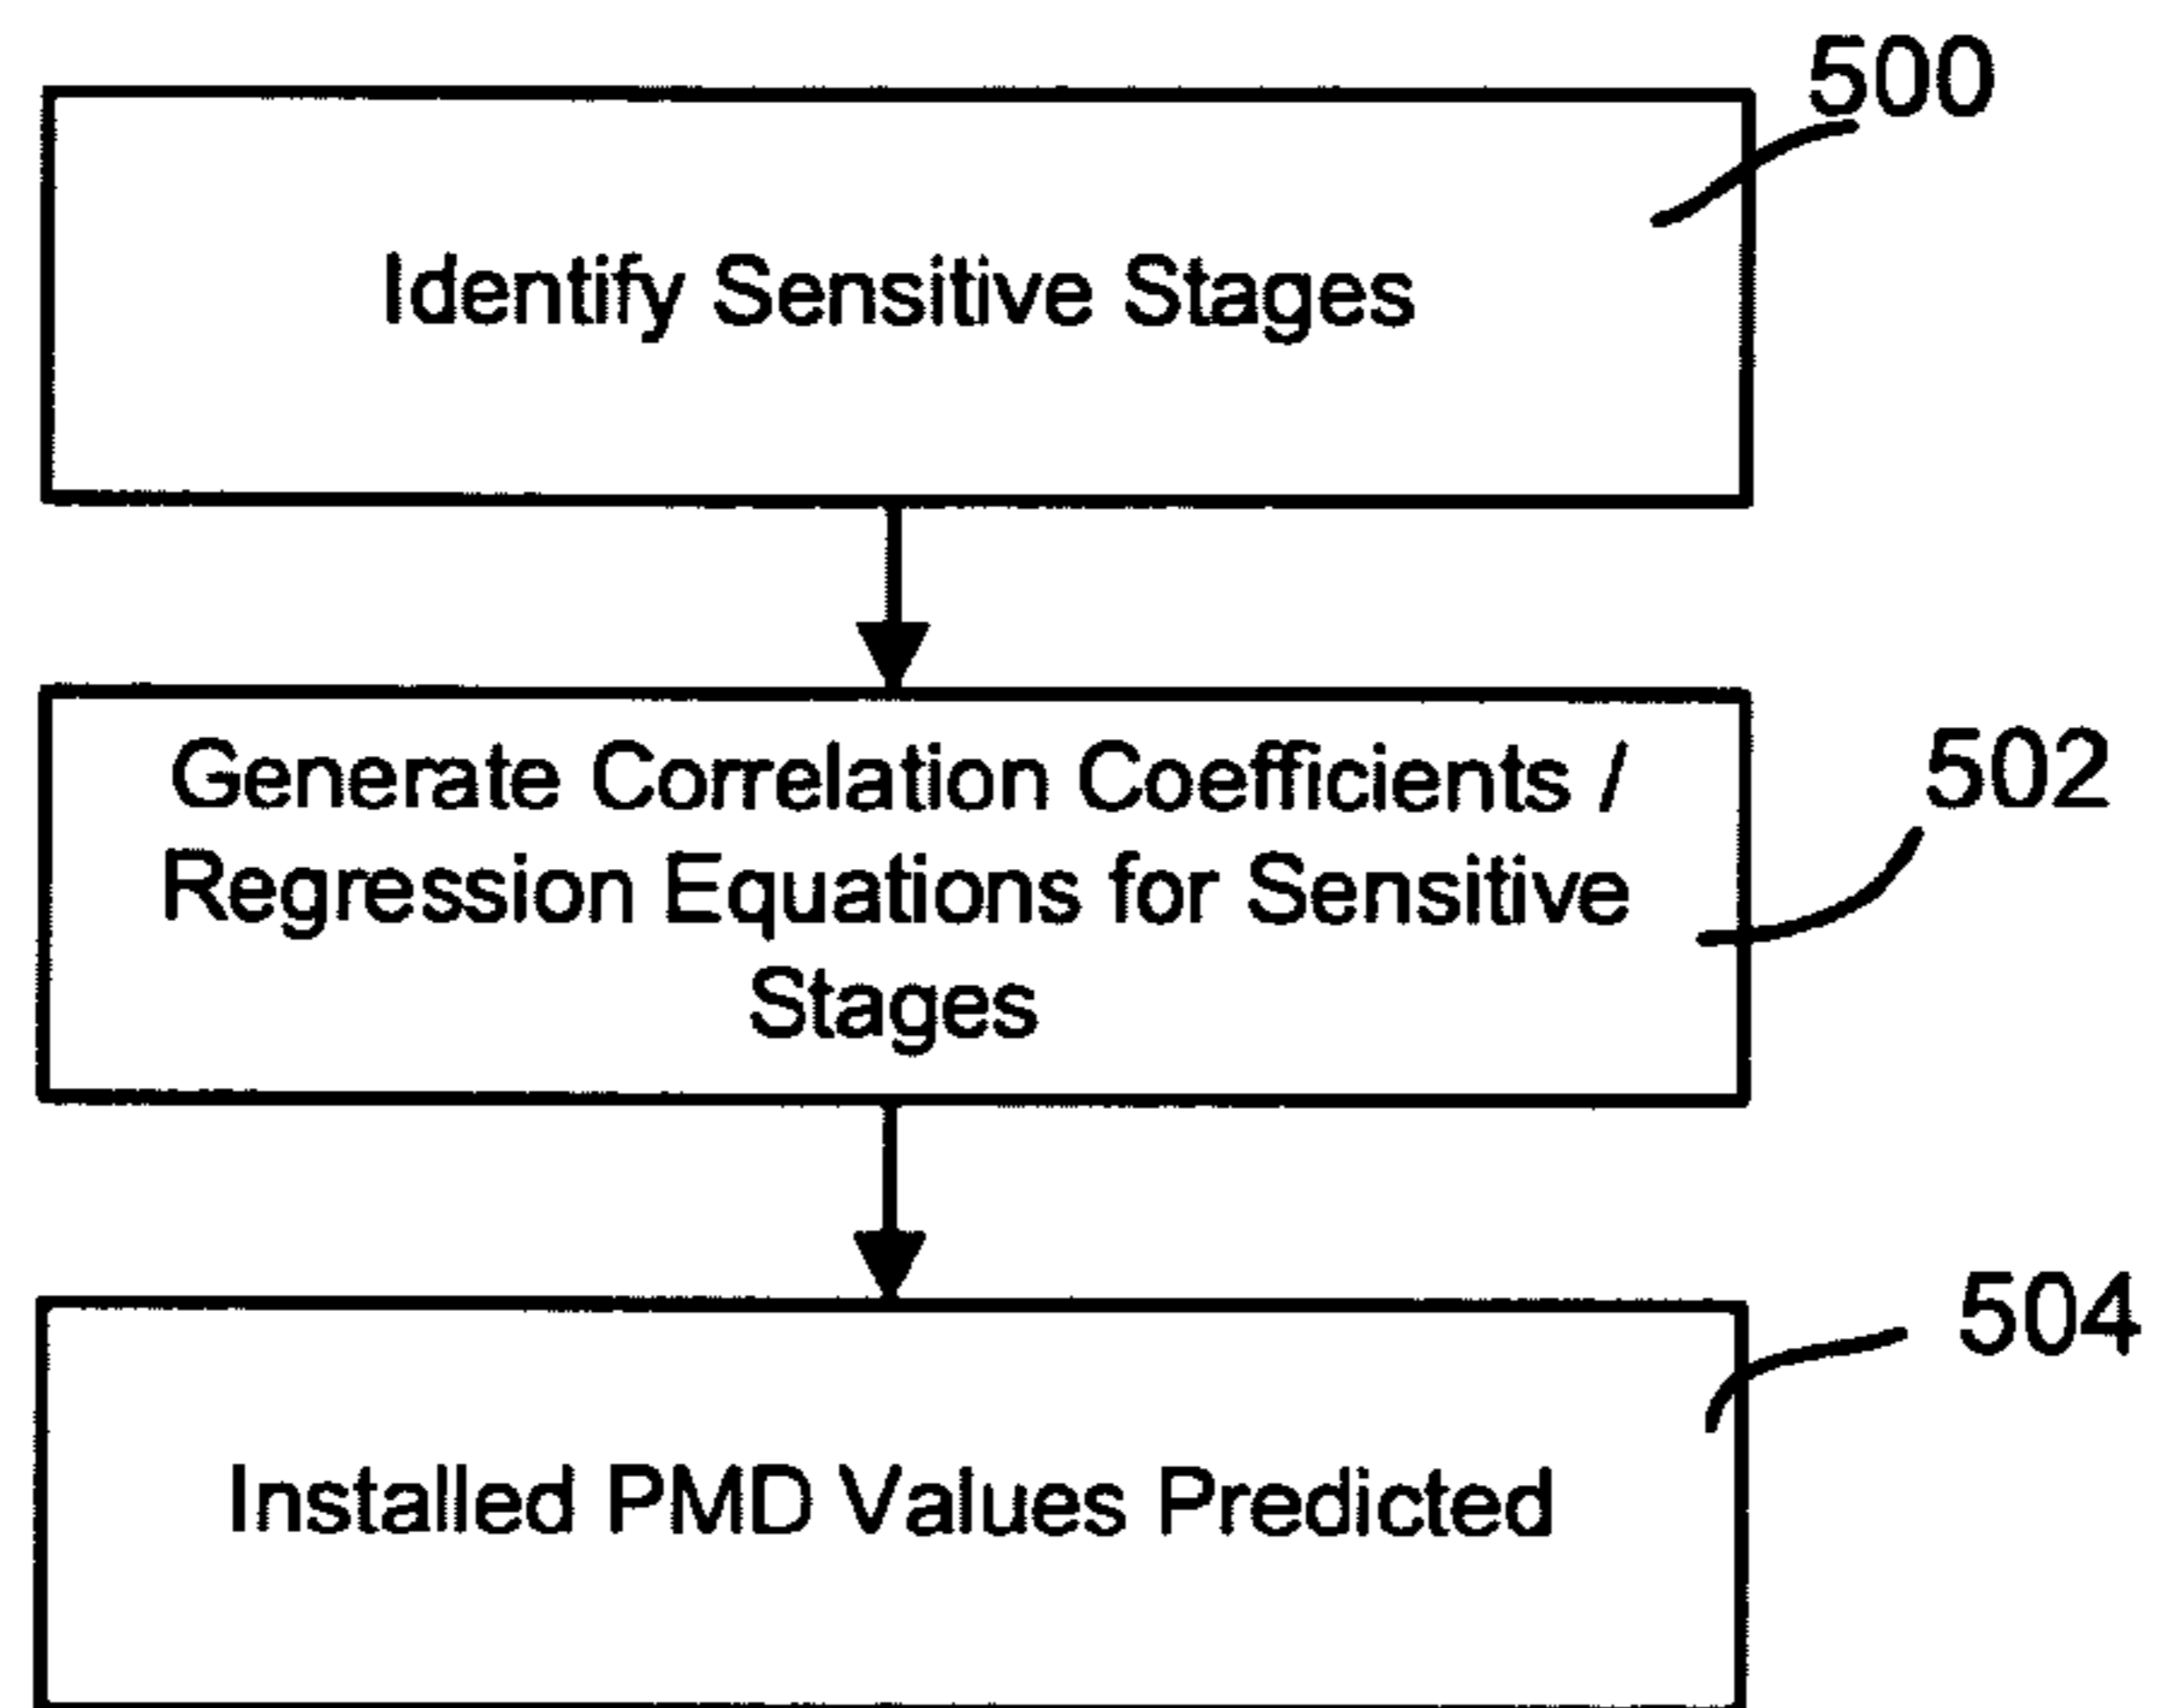 500
Identify Sensitive Stages
Generate Correlation Coefficients /
Regression Equations for Sensitive
Stages
502
504
Installed PMD Values Predicted